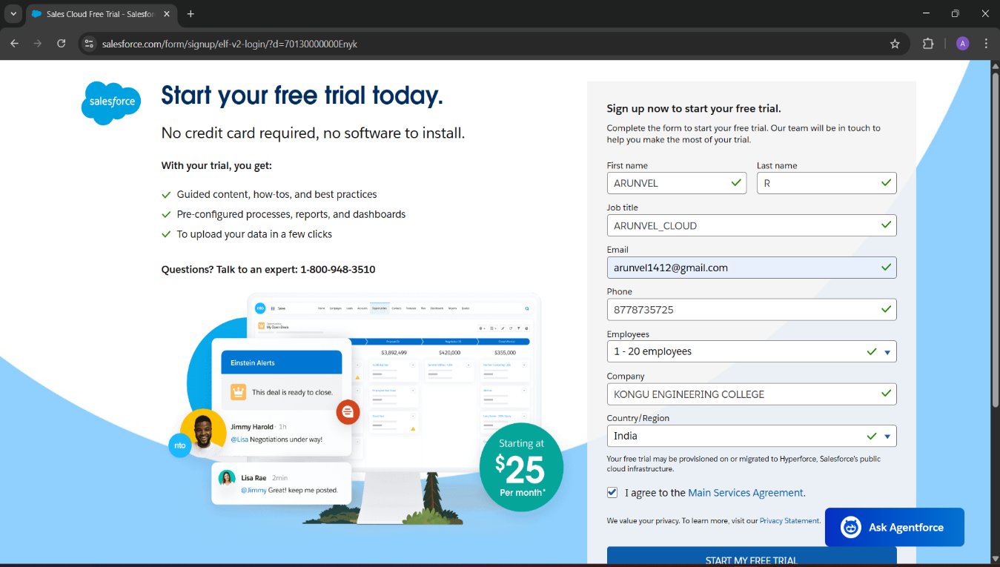 Sales Cloud Free Trial - Salesfor
salesforce.com/form/signup/elf-v2-login/?d=70130000000Enyk
A
salesforce
Start your free trial today.
No credit card required, no software to install.
With your trial, you get:
Guided content, how-tos, and best practices
Pre-configured processes, reports, and dashboards
To upload your data in a few clicks
Questions? Talk to an expert: 1-800-948-3510
nto
Sales
Home Campaigns Leads Accounts Opportunities Contacts Forecasts Files Dashboards Reports Quotes
Opportunities
My Open Deals
$3,892,499
$420,000
$355,000
Einstein Alerts
This deal is ready to close.
Jimmy Harold · 1h
@Lisa Negotiations under way!
nto
Lisa Rae 2min
@Jimmy Great! keep me posted.
Starting at
$25
Per month*
Sign up now to start your free trial.
Complete the form to start your free trial. Our team will be in touch to
help you make the most of your trial.
First name
Last name
ARUNVEL
R
Job title
ARUNVEL_CLOUD
Email
arunvel1412@gmail.com
Phone
8778735725
Employees
1 - 20 employees
Company
KONGU ENGINEERING COLLEGE
Country/Region
India
Your free trial may be provisioned on or migrated to Hyperforce, Salesforce's public
cloud infrastructure.
I agree to the Main Services Agreement.
We value your privacy. To learn more, visit our Privacy Statement.
Ask Agentforce
START MY FREE TRIAL